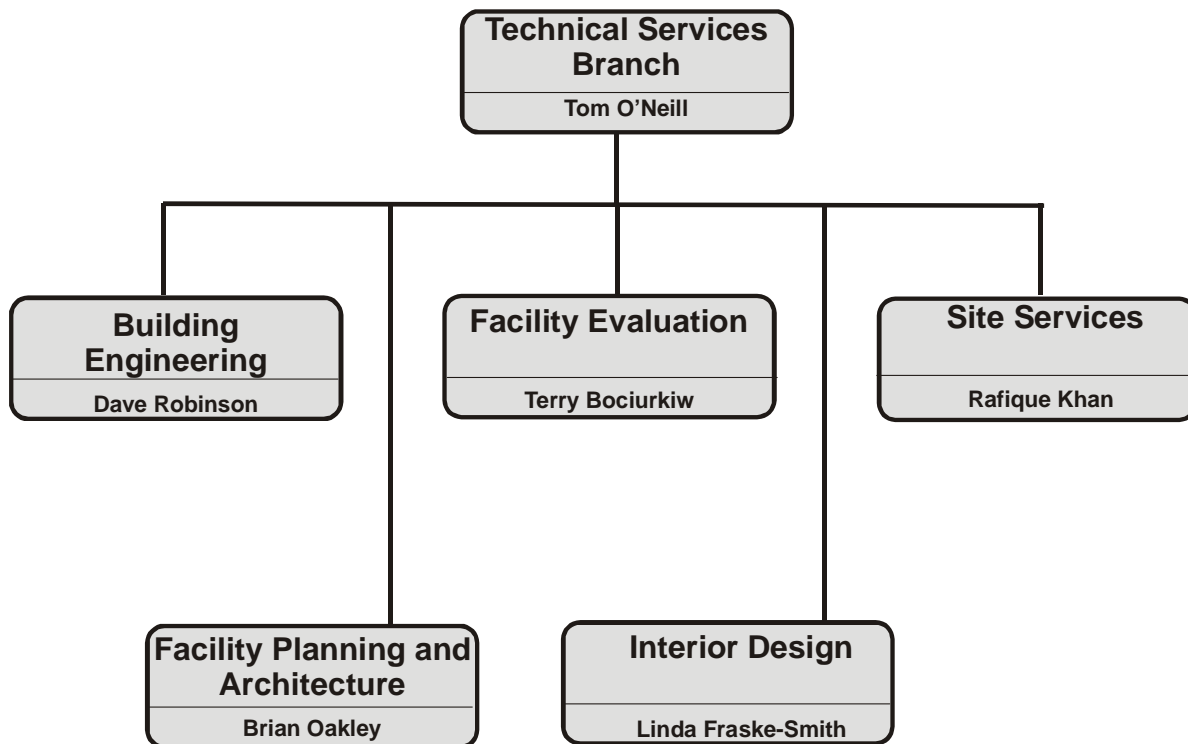 Technical Services
Branch
Tom O’Neill
Building
Engineering
Dave Robinson
Facility Evaluation
Terry Bociurkiw
Site Services
Rafique Khan
Facility Planning and
Architecture
Brian Oakley
Interior Design
Linda Fraske-Smith